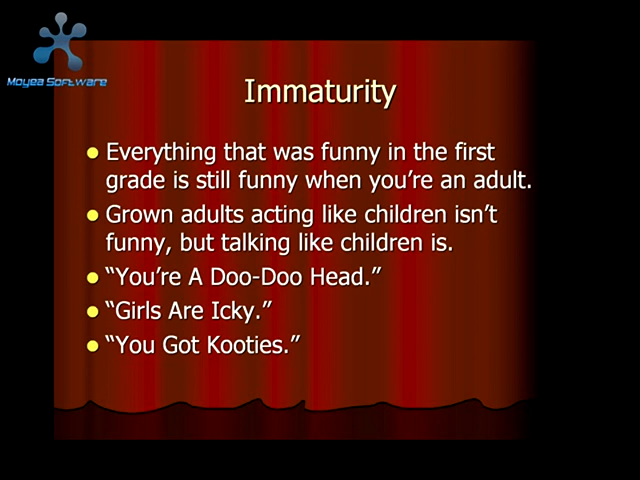 Moyea Software
Immaturity
Everything that was funny in the first
grade is still funny when you're an adult.
Grown adults acting like children isn't
funny, but talking like children is.
"You're A Doo-Doo Head."
"Girls Are Icky."
"You Got Kooties."